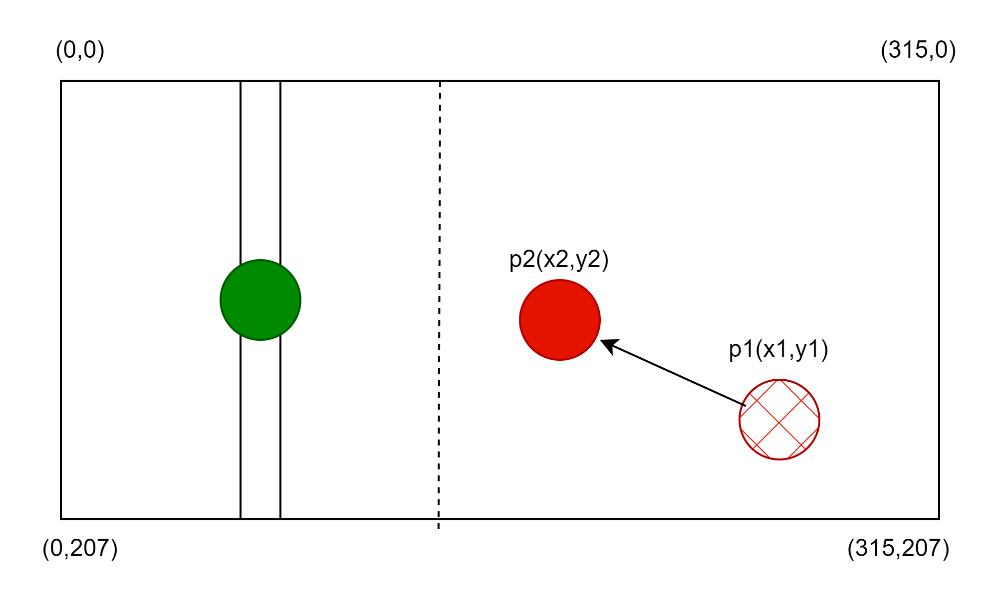 (0,0)
(315,0)
p2(x2,y2)
p1(x1,y1)
(0,207)
(315,207)